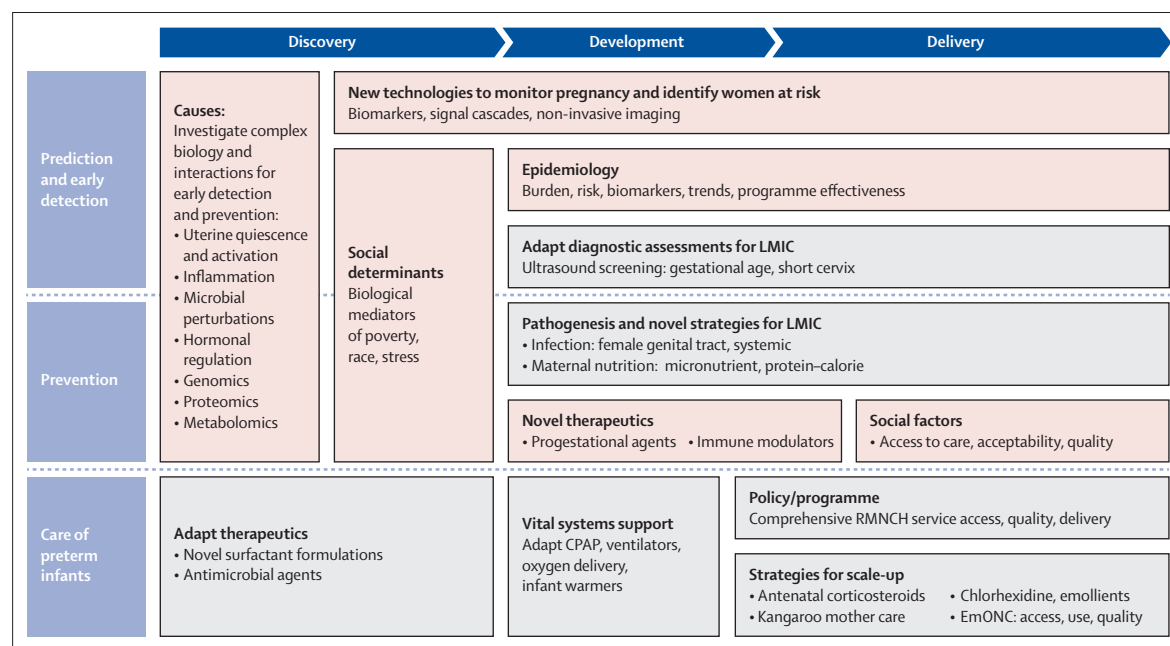 Discovery
Development
Delivery
Prediction
and early
detection
Causes:
Investigate complex
biology and
interactions for
early detection
and prevention:
• Uterine quiescence
and activation
• Inflammation
• Microbial
perturbations
• Hormonal
regulation
• Genomics
• Proteomics
• Metabolomics
New technologies to monitor pregnancy and identify women at risk
Biomarkers, signal cascades, non-invasive imaging
Social
determinants
Biological
mediators
of poverty,
race, stress
Epidemiology
Burden, risk, biomarkers, trends, programme effectiveness
Adapt diagnostic assessments for LMIC
Ultrasound screening: gestational age, short cervix
Prevention
Pathogenesis and novel strategies for LMIC
• Infection: female genital tract, systemic
• Maternal nutrition: micronutrient, protein–calorie
Novel therapeutics
• Progestational agents • Immune modulators
Social factors
• Access to care, acceptability, quality
Care of
preterm
infants
Adapt therapeutics
• Novel surfactant formulations
• Antimicrobial agents
Vital systems support
Adapt CPAP, ventilators,
oxygen delivery,
infant warmers
Policy/programme
Comprehensive RMNCH service access, quality, delivery
Strategies for scale-up
• Antenatal corticosteroids • Chlorhexidine, emollients
• Kangaroo mother care • EmONC: access, use, quality